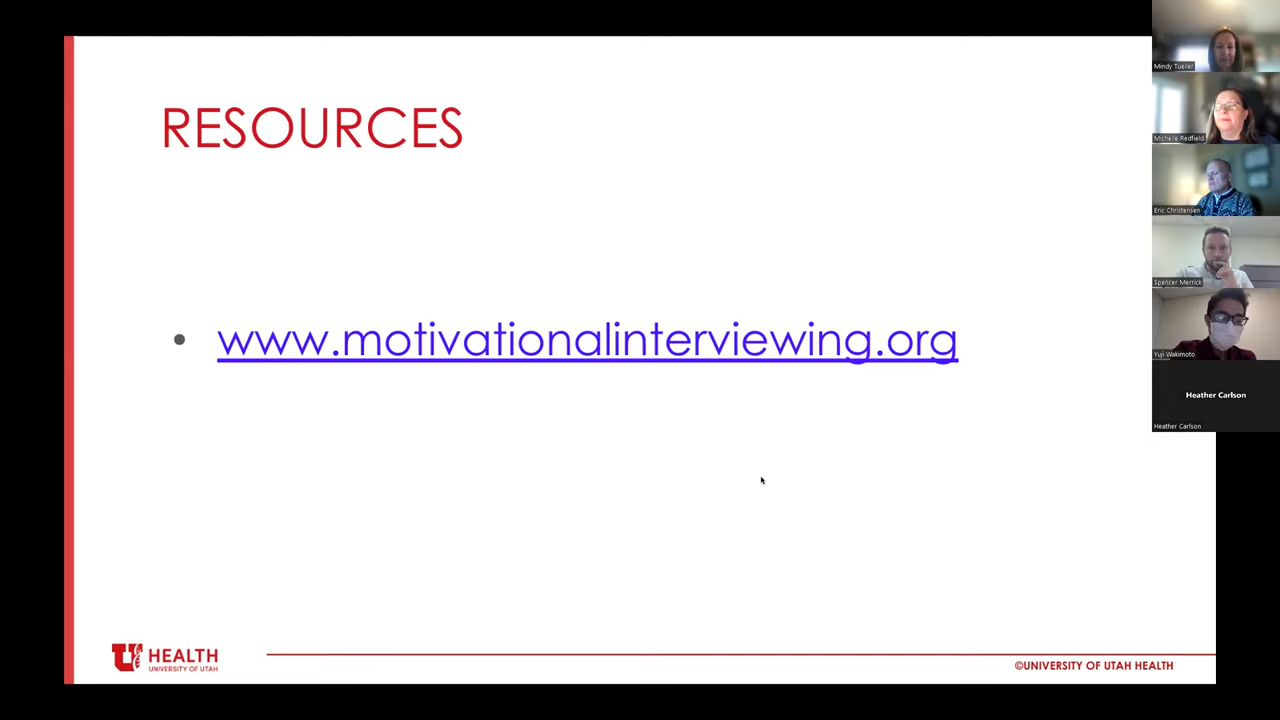 RESOURCES
• www.motivationalinterviewing.org
U HEALTH
UNIVERSITY OF UTAH
©UNIVERSITY OF UTAH HEALTH
Mindy Tueller
Michelle Redfield
Eric Christensen
Spencer Merrick
Yuji Wakimoto
Heather Carlson
Heather Carlson